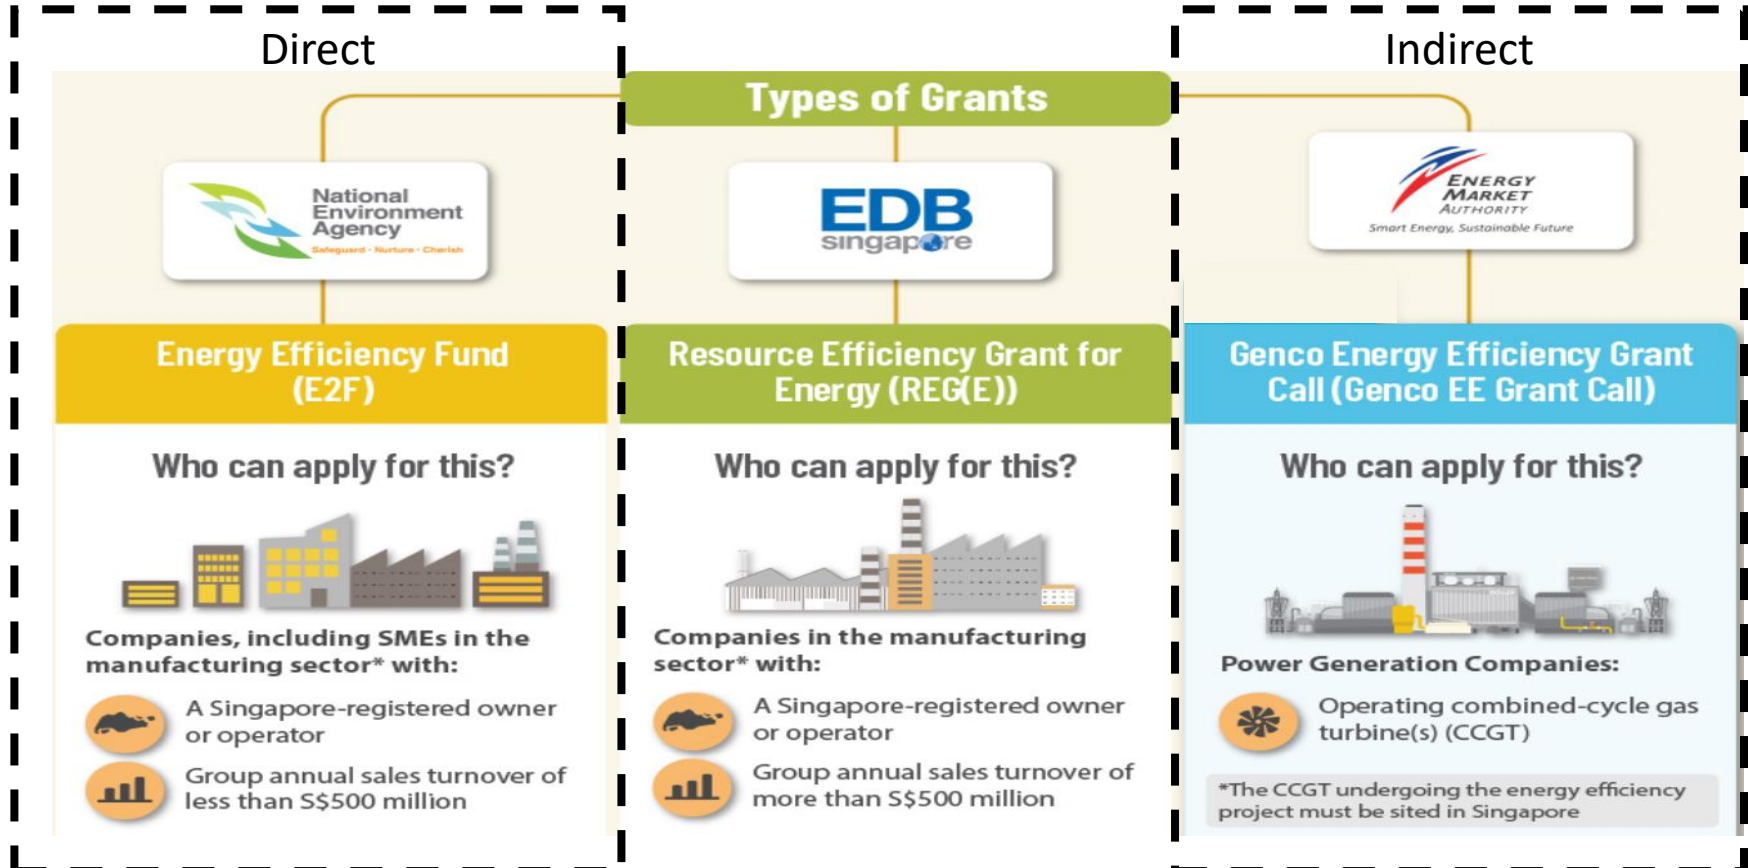 Direct
Indirect
Types of Grants
National
Environment
Agency
Safeguard - Nurture - Cherish
EDB
singapore
ENERGY
MARKET
AUTHORITY
Smart Energy, Sustainable Future
Energy Efficiency Fund
(E2F)
Who can apply for this?
Companies, including SMEs in the
manufacturing sector* with:
A Singapore-registered owner
or operator
Group annual sales turnover of
less than S$500 million
Resource Efficiency Grant for
Energy (REG(E))
Who can apply for this?
Companies in the manufacturing
sector* with:
A Singapore-registered owner
or operator
Group annual sales turnover of
more than S$500 million
Genco Energy Efficiency Grant
Call (Genco EE Grant Call)
Who can apply for this?
Power Generation Companies:
Operating combined-cycle gas
turbine(s) (CCGT)
*The CCGT undergoing the energy efficiency
project must be sited in Singapore